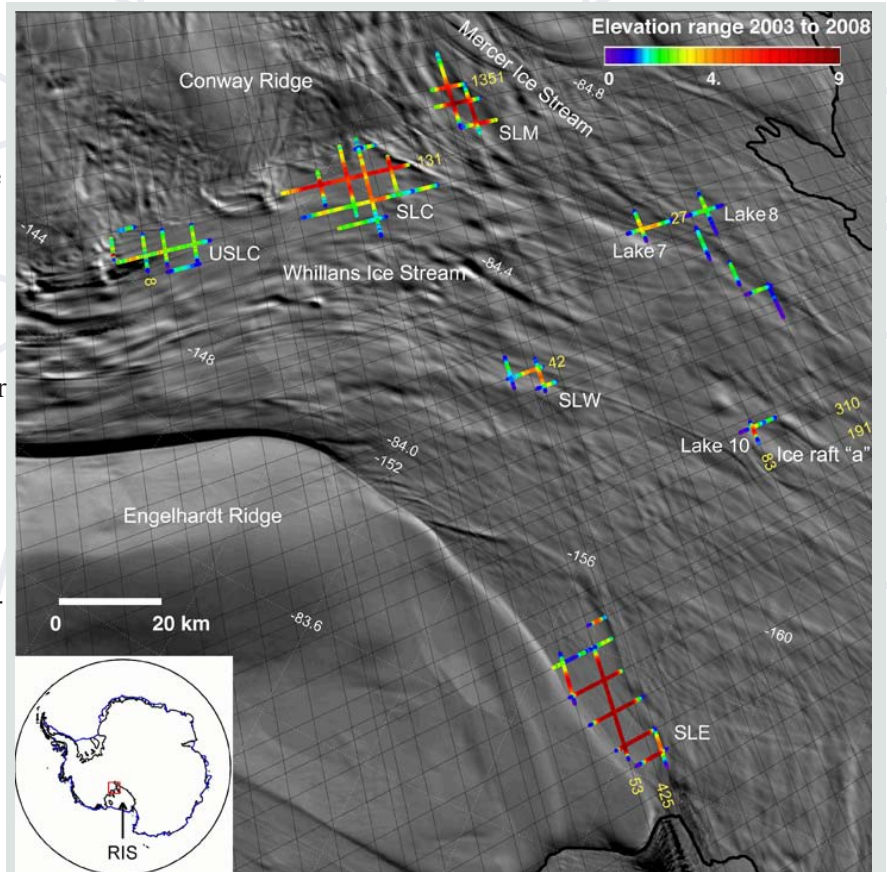 Elevation range 2003 to 2008
0
4.
9
Mercer Ice Stream
-84.8
Conway Ridge
1351
SLM
131
SLC
-144
USLC
8
Whillans Ice Stream
-84.4
27
Lake 8
Lake 7
-148
42
SLW
310
191
Lake 10
Ice raft "a"
83
-84.0
-152
Engelhardt Ridge
-156
-83.6
-160
0
20 km
SLE
53
425
RIS